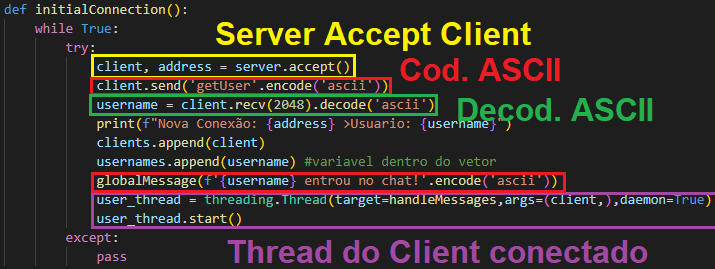 def initialConnection():
while True:
Server Accept Client
try:
client, address = server.accept()
Cod. ASCII
client.send('getUser'.encode('ascii'))
username = client.recv(2048).decode('ascii')
Decod. ASCII
print(f"Nova Conexão: {address} >Usuario: {username}")
clients.append(client)
usernames.append(username) #variavel dentro do vetor
globalMessage(f'{username} entrou no chat!'.encode('ascii'))
user_thread = threading.Thread(target=handleMessages,args=(client,),daemon=True)
user_thread.start()
Thread do Client conectado
except:
pass